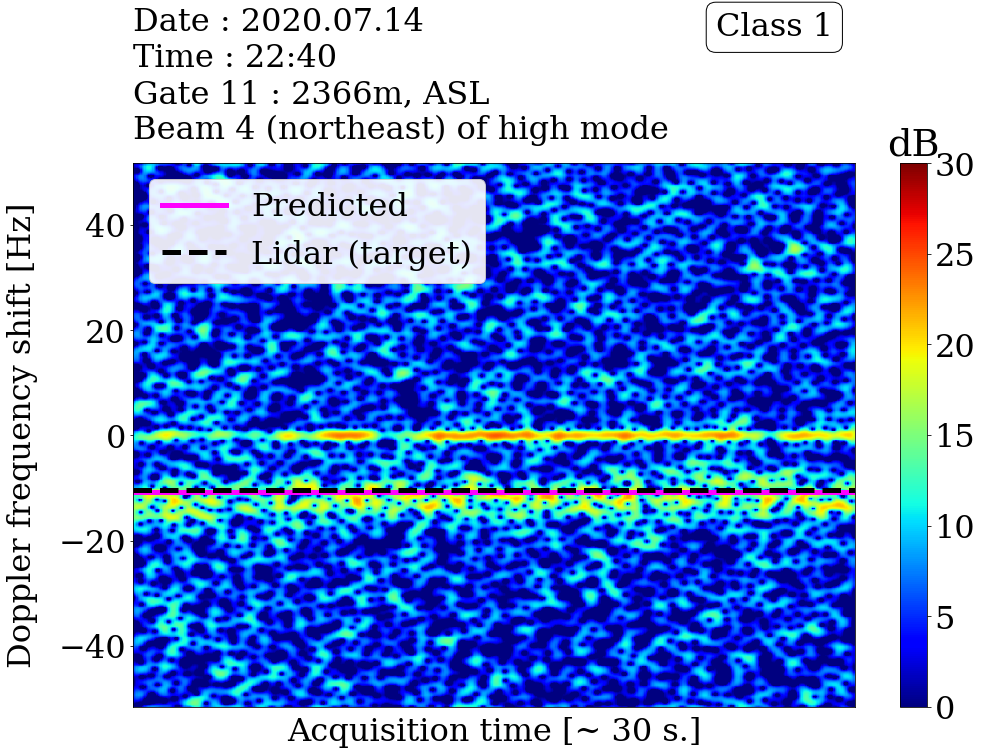 Date : 2020.07.14
Time : 22:40
Gate 11 : 2366m, ASL
Beam 4 (northeast) of high mode
Class 1
dB
Predicted
Lidar (target)
Doppler frequency shift [Hz]
40
20
0
−20
−40
Acquisition time [~ 30 s.]
30
25
20
15
10
5
0